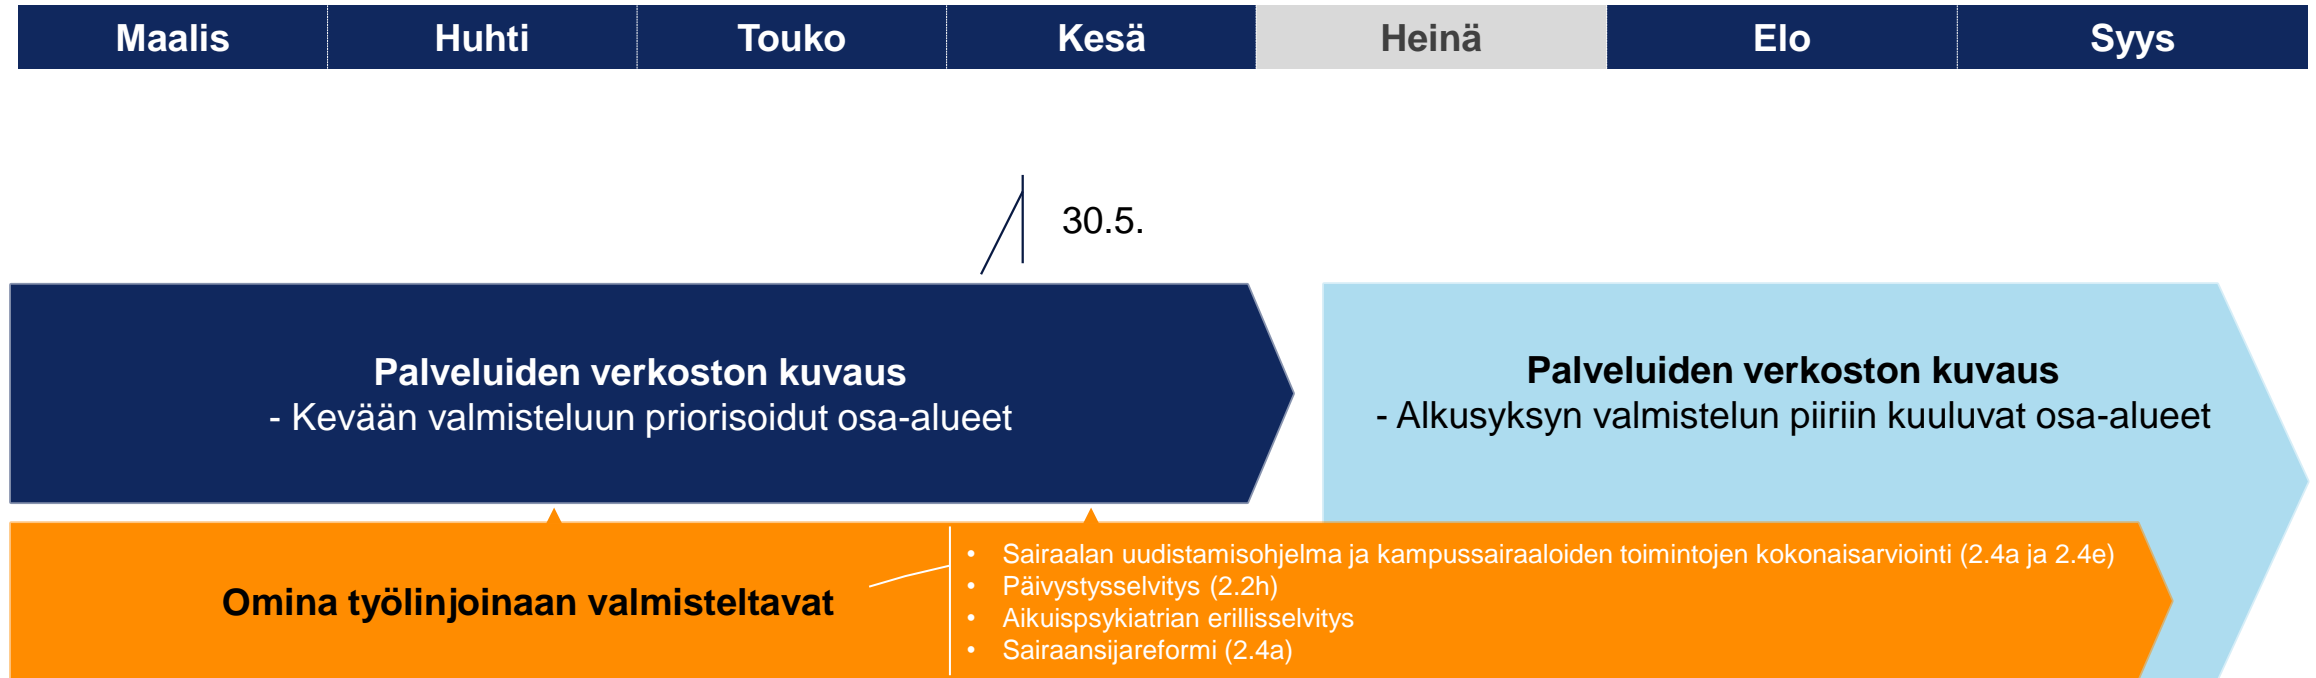 Maalis Huhti Touko Kesä Heinä Elo Syys
30.5.
Palveluiden verkoston kuvaus
- Kevään valmisteluun priorisoidut osa-alueet
Palveluiden verkoston kuvaus
- Alkusyksyn valmistelun piiriin kuuluvat osa-alueet
Omina työlinjoinaan valmisteltavat
• Sairaalan uudistamisohjelma ja kampussairaaloiden toimintojen kokonaisarviointi (2.4a ja 2.4e)
• Päivystysselvitys (2.2h)
• Aikuispsykiatrian erillisselvitys
• Sairaansijareformi (2.4a)